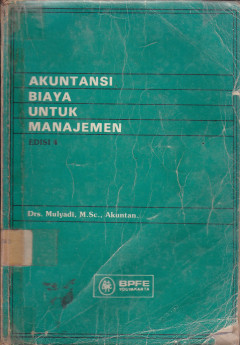 AKUNTANSI
BIAYA
UNTUK
MANAJEMEN
EDISI 4
Drs. Mulyadi, M.Sc., Akuntan.
BPFE
YOGYAKARTA